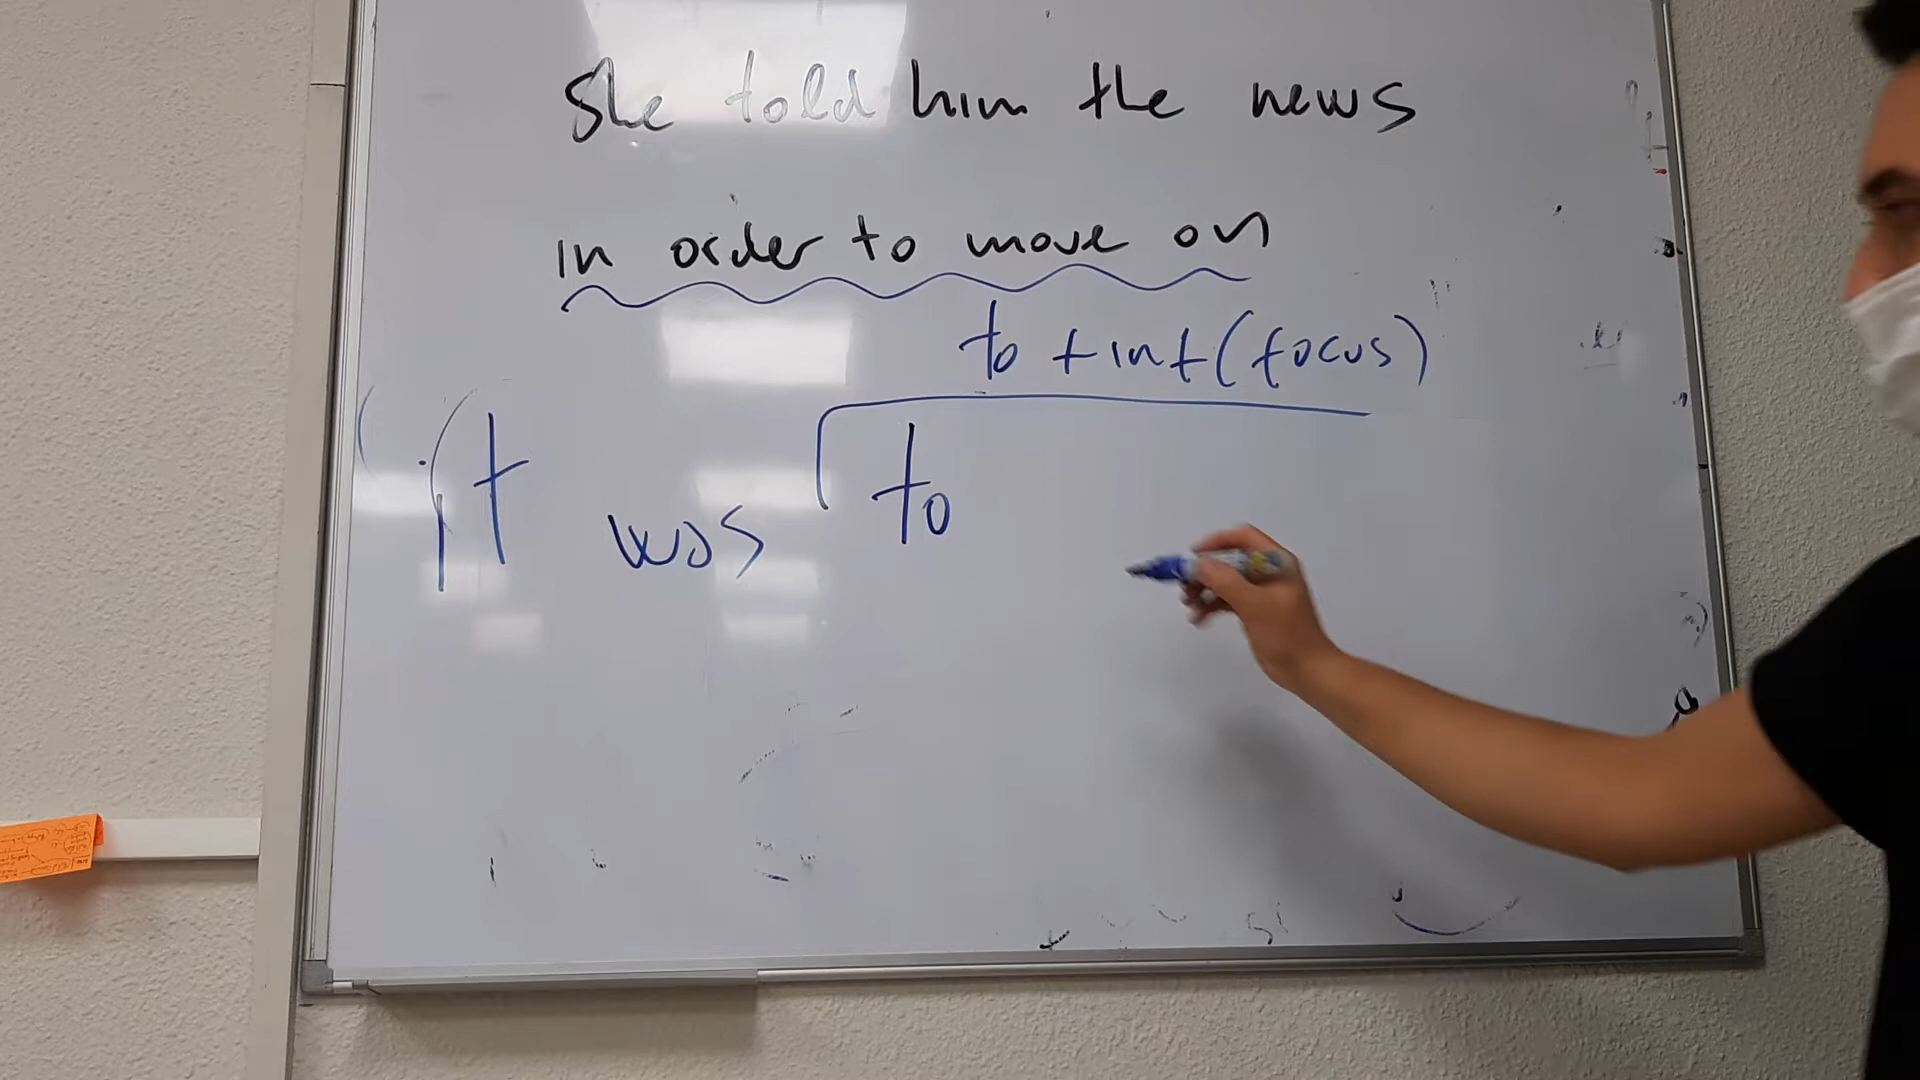 She told him the news
in order to move on
to + inf (focus)
it was to